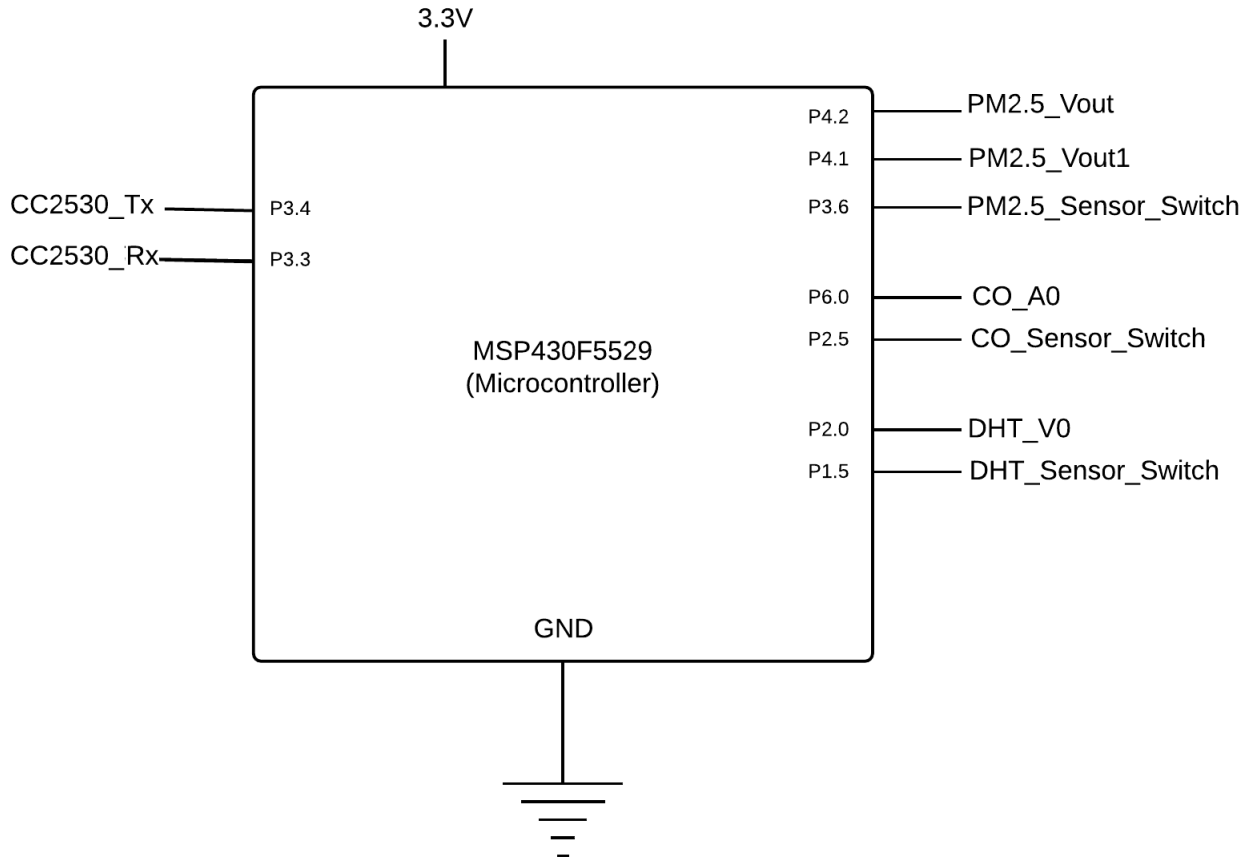 3.3V
P4.2 PM2.5_Vout
P4.1 PM2.5_Vout1
CC2530_Tx P3.4
P3.6 PM2.5_Sensor_Switch
CC2530_Rx P3.3
P6.0 CO_A0
P2.5 CO_Sensor_Switch
MSP430F5529
(Microcontroller)
P2.0 DHT_V0
P1.5 DHT_Sensor_Switch
GND